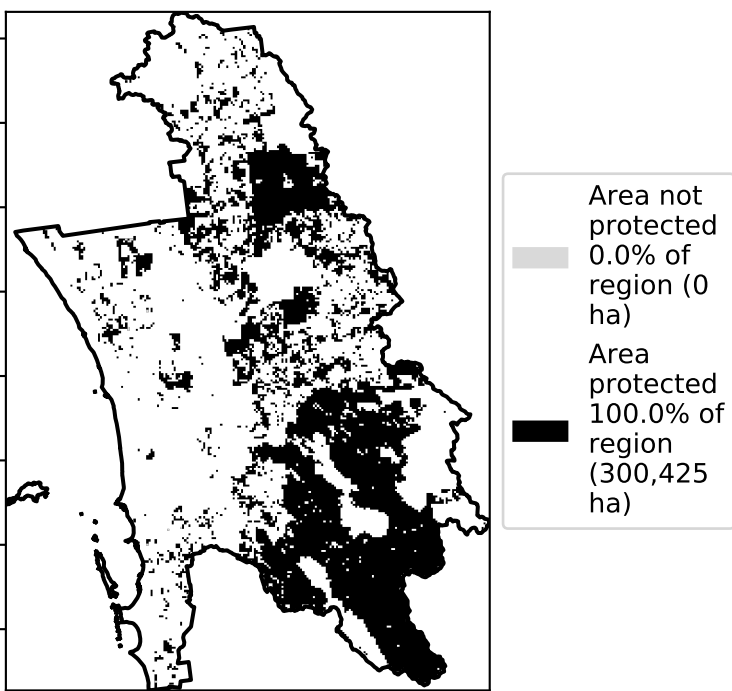 Area not
protected
0.0% of
region (0
ha)
Area
protected
100.0% of
region
(300,425
ha)